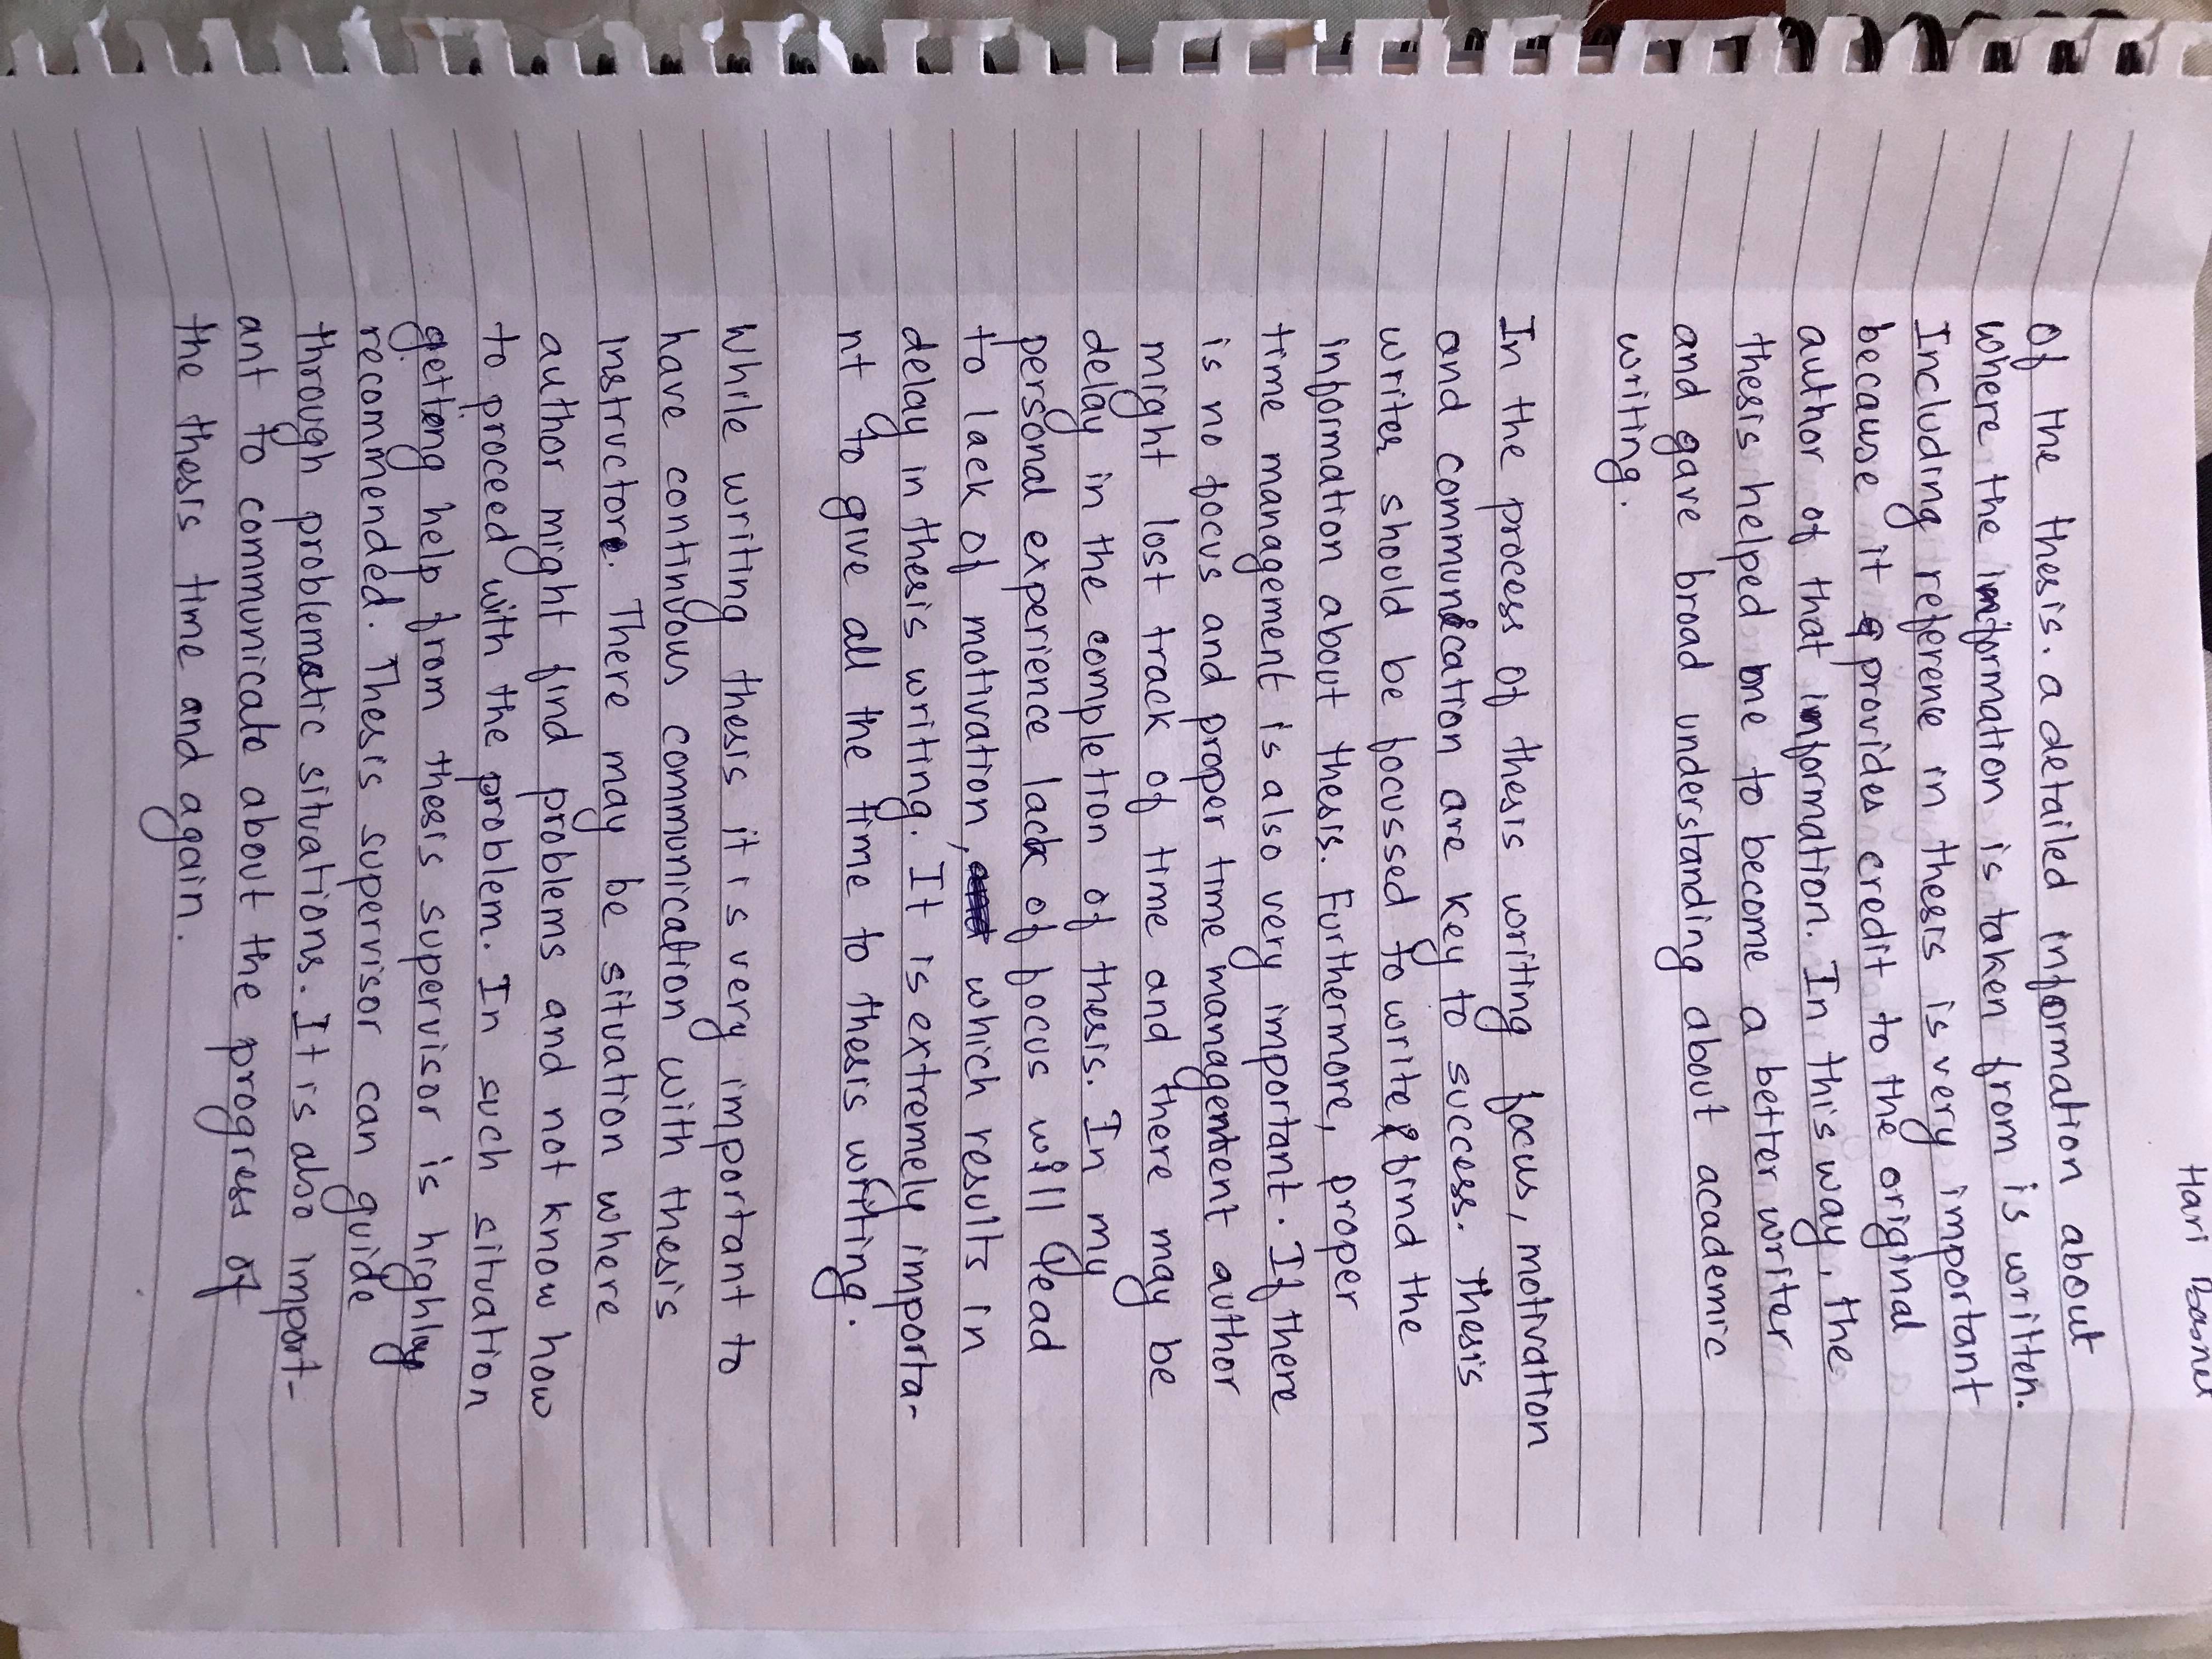 Hari Basnet
Of the thesis. a detailed information about
where the information is taken from is written.
Including reference in thesis is very important
because it provides credit to the original
author of that information. In this way, the
thesis helped one to become a better writer
and gave broad understanding about academic
writing.
In the process of thesis writing focus, motivation
and communication are key to success. Thesis
writer should be focussed to write & find the
information about thesis. Furthermore, proper
time management is also very important. If there
is no focus and proper time management author
might lost track of time and there may be
delay in the completion of thesis. In my
personal experience lack of focus will lead
to lack of motivation, which results in
delay in thesis writing. It is extremely importa-
nt to give all the time to thesis writing.
While writing thesis it is very important to
have continuous communication with thesis
instructor. There may be situation where
author might find problems and not know how
to proceed with the problem. In such situation
getting help from thesis supervisor is highly
recommended. Thesis supervisor can guide
through problematic situations. It is also import-
ant to communicate about the progress of
the thesis time and again.